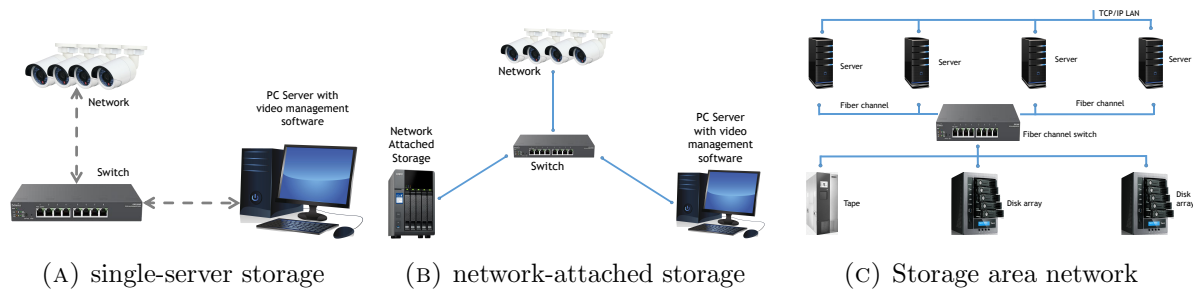 Network
Switch
PC Server with
video management
software
(A) single-server storage
Network
Network
Attached
Storage
Switch
PC Server
with video
management
software
(B) network-attached storage
TCP/IP LAN
Server
Server
Server
Server
Fiber channel
Fiber channel
Fiber channel switch
Tape
Disk array
Disk
array
(C) Storage area network